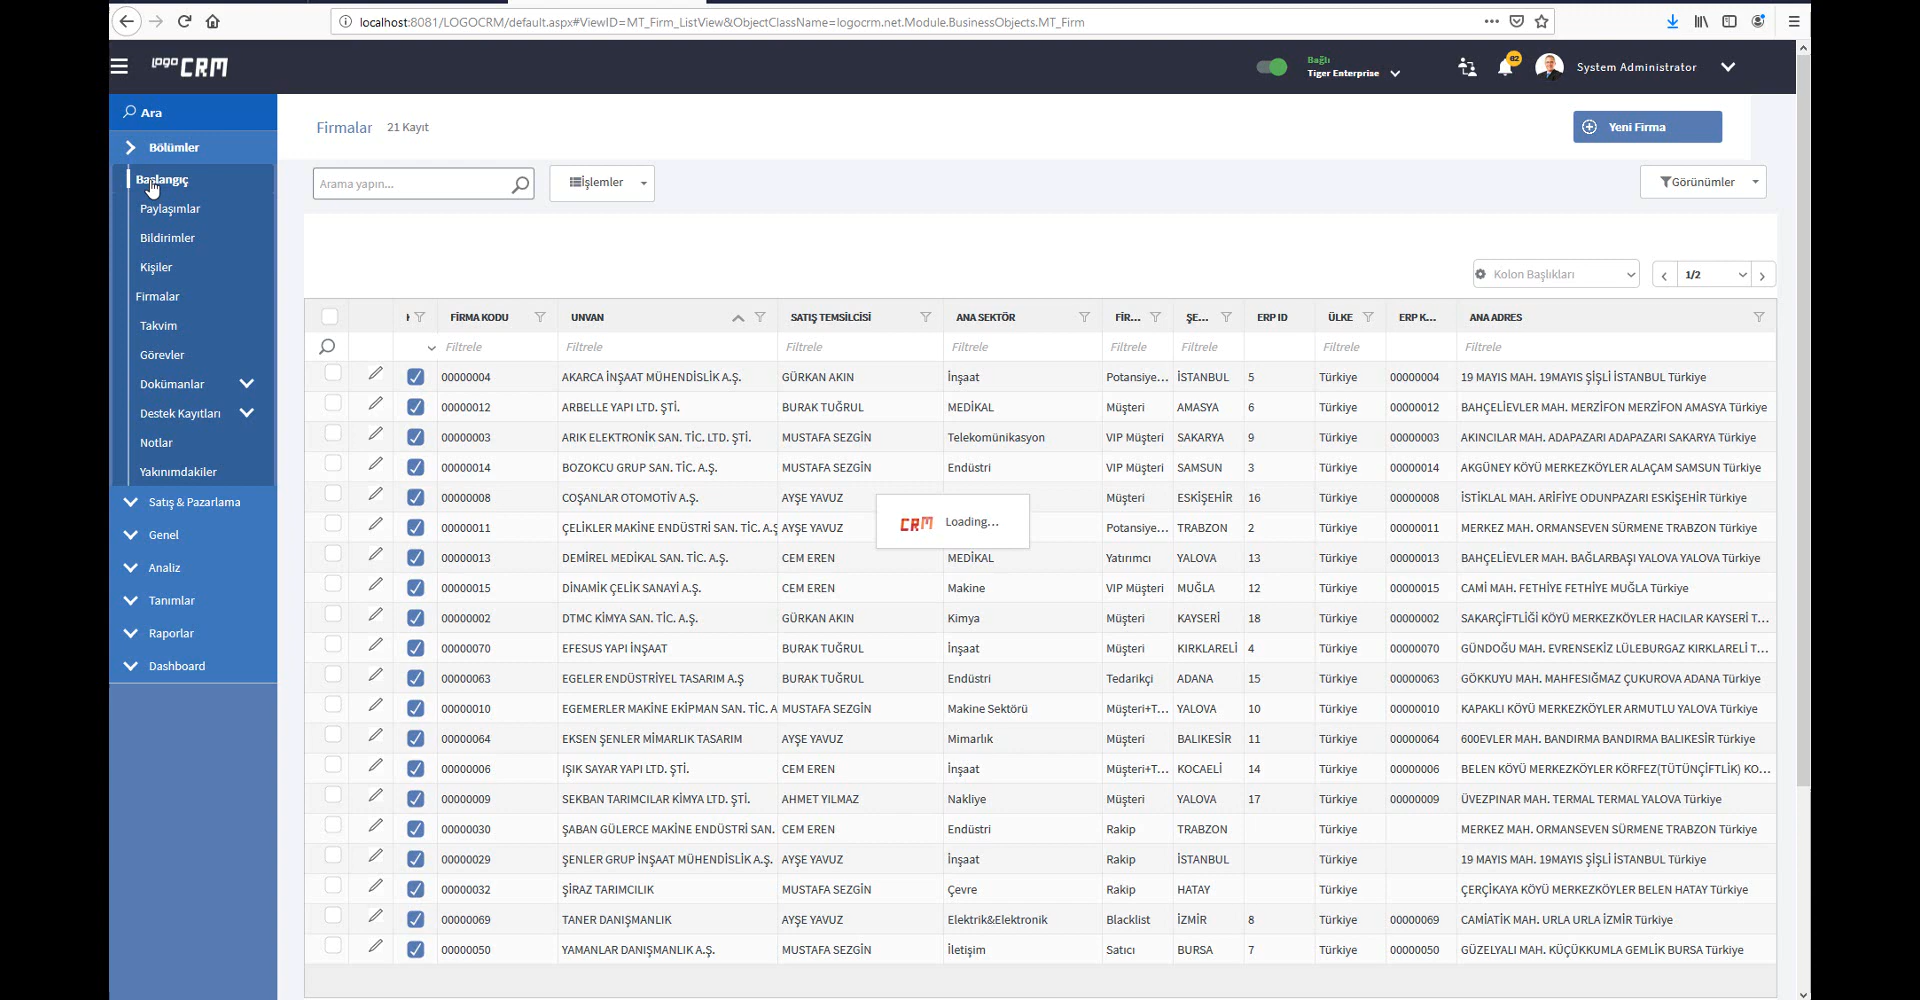 localhost:8081/LOGOCRM/default.aspx#ViewID=MT_Firm_ListView&ObjectClassName=logocrm.net.Module.BusinessObjects.MT_Firm
LOGO CRM
Bağlı
Tiger Enterprise
02
System Administrator
Ara
Bölümler
Başlangıç
Paylaşımlar
Bildirimler
Kişiler
Firmalar
Takvim
Görevler
Dokümanlar
Destek Kayıtları
Notlar
Yakınımdakiler
Satış & Pazarlama
Genel
Analiz
Tanımlar
Raporlar
Dashboard
Firmalar 21 Kayıt
Yeni Firma
Arama yapın... İşlemler Görünümler
Kolon Başlıkları 1/2
FİRMA KODU UNVAN SATIŞ TEMSİLCİSİ ANA SEKTÖR FİR... ŞE... ERP ID ÜLKE ERP K... ANA ADRES
Filtrele Filtrele Filtrele Filtrele Filtrele Filtrele Filtrele Filtrele
00000004 AKARCA İNŞAAT MÜHENDİSLİK A.Ş. GÜRKAN AKIN İnşaat Potansiye... İSTANBUL 5 Türkiye 00000004 19 MAYIS MAH. 19MAYIS ŞİŞLİ İSTANBUL Türkiye
00000012 ARBELLE YAPI LTD. ŞTİ. BURAK TUĞRUL MEDİKAL Müşteri AMASYA 6 Türkiye 00000012 BAHÇELİEVLER MAH. MERZİFON MERZİFON AMASYA Türkiye
00000003 ARIK ELEKTRONİK SAN. TİC. LTD. ŞTİ. MUSTAFA SEZGİN Telekomünikasyon VIP Müşteri SAKARYA 9 Türkiye 00000003 AKINCILAR MAH. ADAPAZARI ADAPAZARI SAKARYA Türkiye
00000014 BOZOKCU GRUP SAN. TİC. A.Ş. MUSTAFA SEZGİN Endüstri VIP Müşteri SAMSUN 3 Türkiye 00000014 AKGÜNEY KÖYÜ MERKEZKÖYLER ALAÇAM SAMSUN Türkiye
00000008 COŞANLAR OTOMOTİV A.Ş. AYŞE YAVUZ Müşteri ESKİŞEHİR 16 Türkiye 00000008 İSTİKLAL MAH. ARİFİYE ODUNPAZARI ESKİŞEHİR Türkiye
CRM Loading...
00000011 ÇELİKLER MAKİNE ENDÜSTRİ SAN. TİC. A.Ş AYŞE YAVUZ Potansiye... TRABZON 2 Türkiye 00000011 MERKEZ MAH. ORMANSEVEN SÜRMENE TRABZON Türkiye
00000013 DEMİREL MEDİKAL SAN. TİC. A.Ş. CEM EREN MEDİKAL Yatırımcı YALOVA 13 Türkiye 00000013 BAHÇELİEVLER MAH. BAĞLARBAŞI YALOVA YALOVA Türkiye
00000015 DİNAMİK ÇELİK SANAYİ A.Ş. CEM EREN Makine VIP Müşteri MUĞLA 12 Türkiye 00000015 CAMİ MAH. FETHİYE FETHİYE MUĞLA Türkiye
00000002 DTMC KİMYA SAN. TİC. A.Ş. GÜRKAN AKIN Kimya Müşteri KAYSERİ 18 Türkiye 00000002 SAKARÇİFTLİĞİ KÖYÜ MERKEZKÖYLER HACILAR KAYSERİ T...
00000070 EFESUS YAPI İNŞAAT BURAK TUĞRUL İnşaat Müşteri KIRKLARELİ 4 Türkiye 00000070 GÜNDOĞU MAH. EVRENSEKİZ LÜLEBURGAZ KIRKLARELİ T...
00000063 EGELER ENDÜSTRİYEL TASARIM A.Ş BURAK TUĞRUL Endüstri Tedarikçi ADANA 15 Türkiye 00000063 GÖKKUYU MAH. MAHFESIĞMAZ ÇUKUROVA ADANA Türkiye
00000010 EGEMERLER MAKİNE EKİPMAN SAN. TİC. A MUSTAFA SEZGİN Makine Sektörü Müşteri+T... YALOVA 10 Türkiye 00000010 KAPAKLI KÖYÜ MERKEZKÖYLER ARMUTLU YALOVA Türkiye
00000064 EKSEN ŞENLER MİMARLIK TASARIM AYŞE YAVUZ Mimarlık Müşteri BALIKESİR 11 Türkiye 00000064 600EVLER MAH. BANDIRMA BANDIRMA BALIKESİR Türkiye
00000006 IŞIK SAYAR YAPI LTD. ŞTİ. CEM EREN İnşaat Müşteri+T... KOCAELİ 14 Türkiye 00000006 BELEN KÖYÜ MERKEZKÖYLER KÖRFEZ(TÜTÜNÇİFTLİK) KO...
00000009 SEKBAN TARIMCILAR KİMYA LTD. ŞTİ. AHMET YILMAZ Nakliye Müşteri YALOVA 17 Türkiye 00000009 ÜVEZPINAR MAH. TERMAL TERMAL YALOVA Türkiye
00000030 ŞABAN GÜLERCE MAKİNE ENDÜSTRİ SAN. CEM EREN Endüstri Rakip TRABZON Türkiye MERKEZ MAH. ORMANSEVEN SÜRMENE TRABZON Türkiye
00000029 ŞENLER GRUP İNŞAAT MÜHENDİSLİK A.Ş. AYŞE YAVUZ İnşaat Rakip İSTANBUL Türkiye 19 MAYIS MAH. 19MAYIS ŞİŞLİ İSTANBUL Türkiye
00000032 ŞİRAZ TARIMCILIK MUSTAFA SEZGİN Çevre Rakip HATAY Türkiye ÇERÇİKAYA KÖYÜ MERKEZKÖYLER BELEN HATAY Türkiye
00000069 TANER DANIŞMANLIK AYŞE YAVUZ Elektrik&Elektronik Blacklist İZMİR 8 Türkiye 00000069 CAMİATİK MAH. URLA URLA İZMİR Türkiye
00000050 YAMANLAR DANIŞMANLIK A.Ş. MUSTAFA SEZGİN İletişim Satıcı BURSA 7 Türkiye 00000050 GÜZELYALI MAH. KÜÇÜKKUMLA GEMLİK BURSA Türkiye